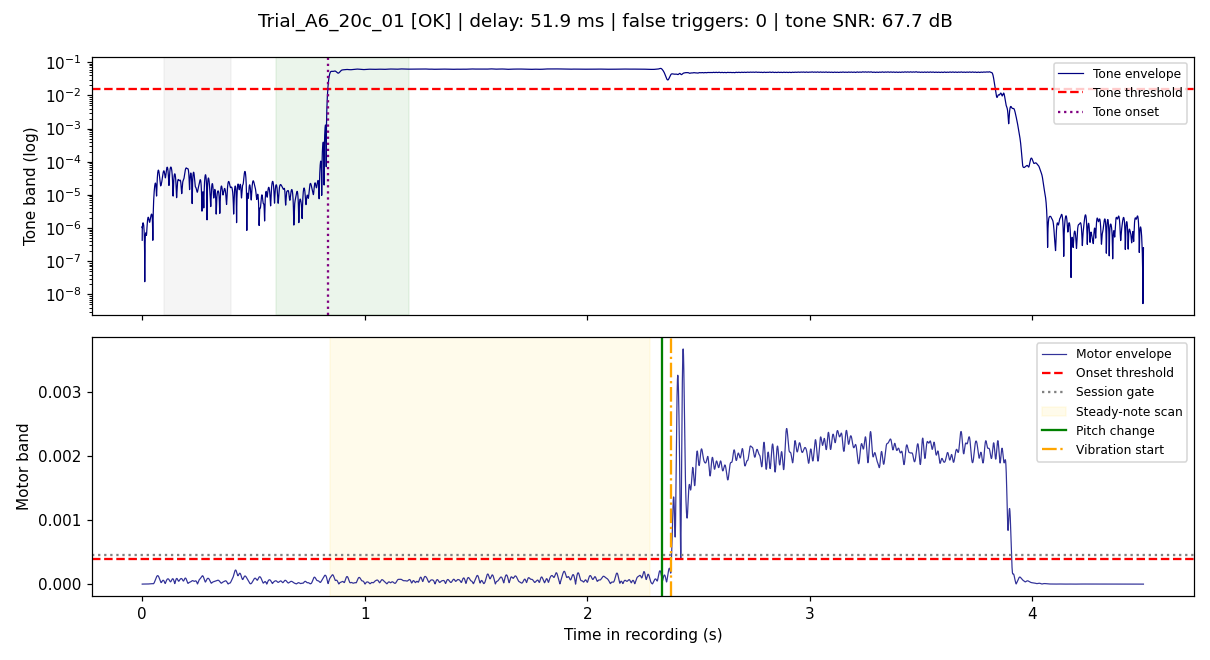 Trial_A6_20c_01 [OK] | delay: 51.9 ms | false triggers: 0 | tone SNR: 67.7 dB
Tone band (log)
10⁻¹
10⁻²
10⁻³
10⁻⁴
10⁻⁵
10⁻⁶
10⁻⁷
10⁻⁸
Tone envelope
Tone threshold
Tone onset
Motor band
0.003
0.002
0.001
0.000
Motor envelope
Onset threshold
Session gate
Steady-note scan
Pitch change
Vibration start
0 1 2 3 4
Time in recording (s)